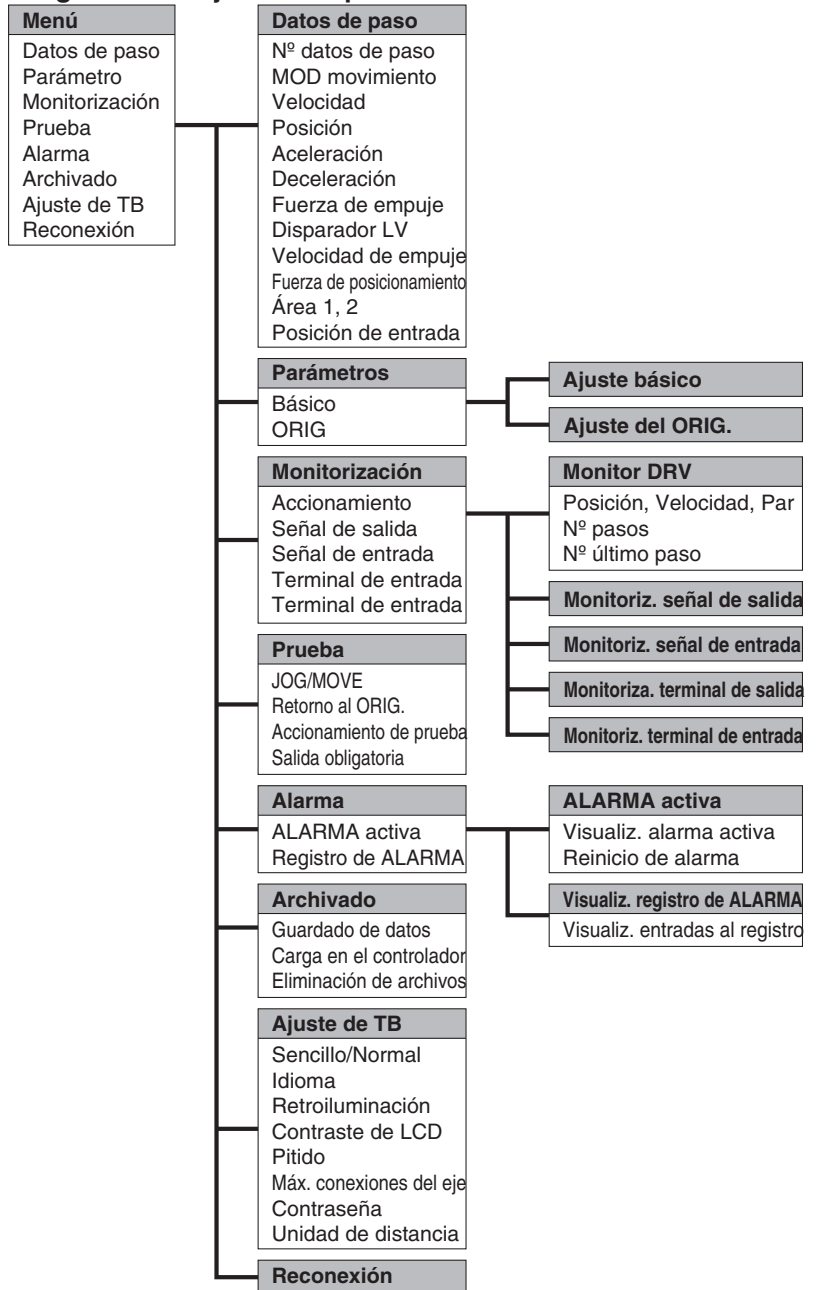 Menú
Datos de paso
Parámetro
Monitorización
Prueba
Alarma
Archivado
Ajuste de TB
Reconexión
Datos de paso
Nº datos de paso
MOD movimiento
Velocidad
Posición
Aceleración
Deceleración
Fuerza de empuje
Disparador LV
Velocidad de empuje
Fuerza de posicionamiento
Área 1, 2
Posición de entrada
Parámetros
Básico
ORIG
Ajuste básico
Ajuste del ORIG.
Monitorización
Accionamiento
Señal de salida
Señal de entrada
Terminal de entrada
Terminal de entrada
Monitor DRV
Posición, Velocidad, Par
Nº pasos
Nº último paso
Monitoriz. señal de salida
Monitoriz. señal de entrada
Monitoriza. terminal de salida
Monitoriz. terminal de entrada
Prueba
JOG/MOVE
Retorno al ORIG.
Accionamiento de prueba
Salida obligatoria
Alarma
ALARMA activa
Registro de ALARMA
ALARMA activa
Visualiz. alarma activa
Reinicio de alarma
Visualiz. registro de ALARMA
Visualiz. entradas al registro
Archivado
Guardado de datos
Carga en el controlador
Eliminación de archivos
Ajuste de TB
Sencillo/Normal
Idioma
Retroiluminación
Contraste de LCD
Pitido
Máx. conexiones del eje
Contraseña
Unidad de distancia
Reconexión